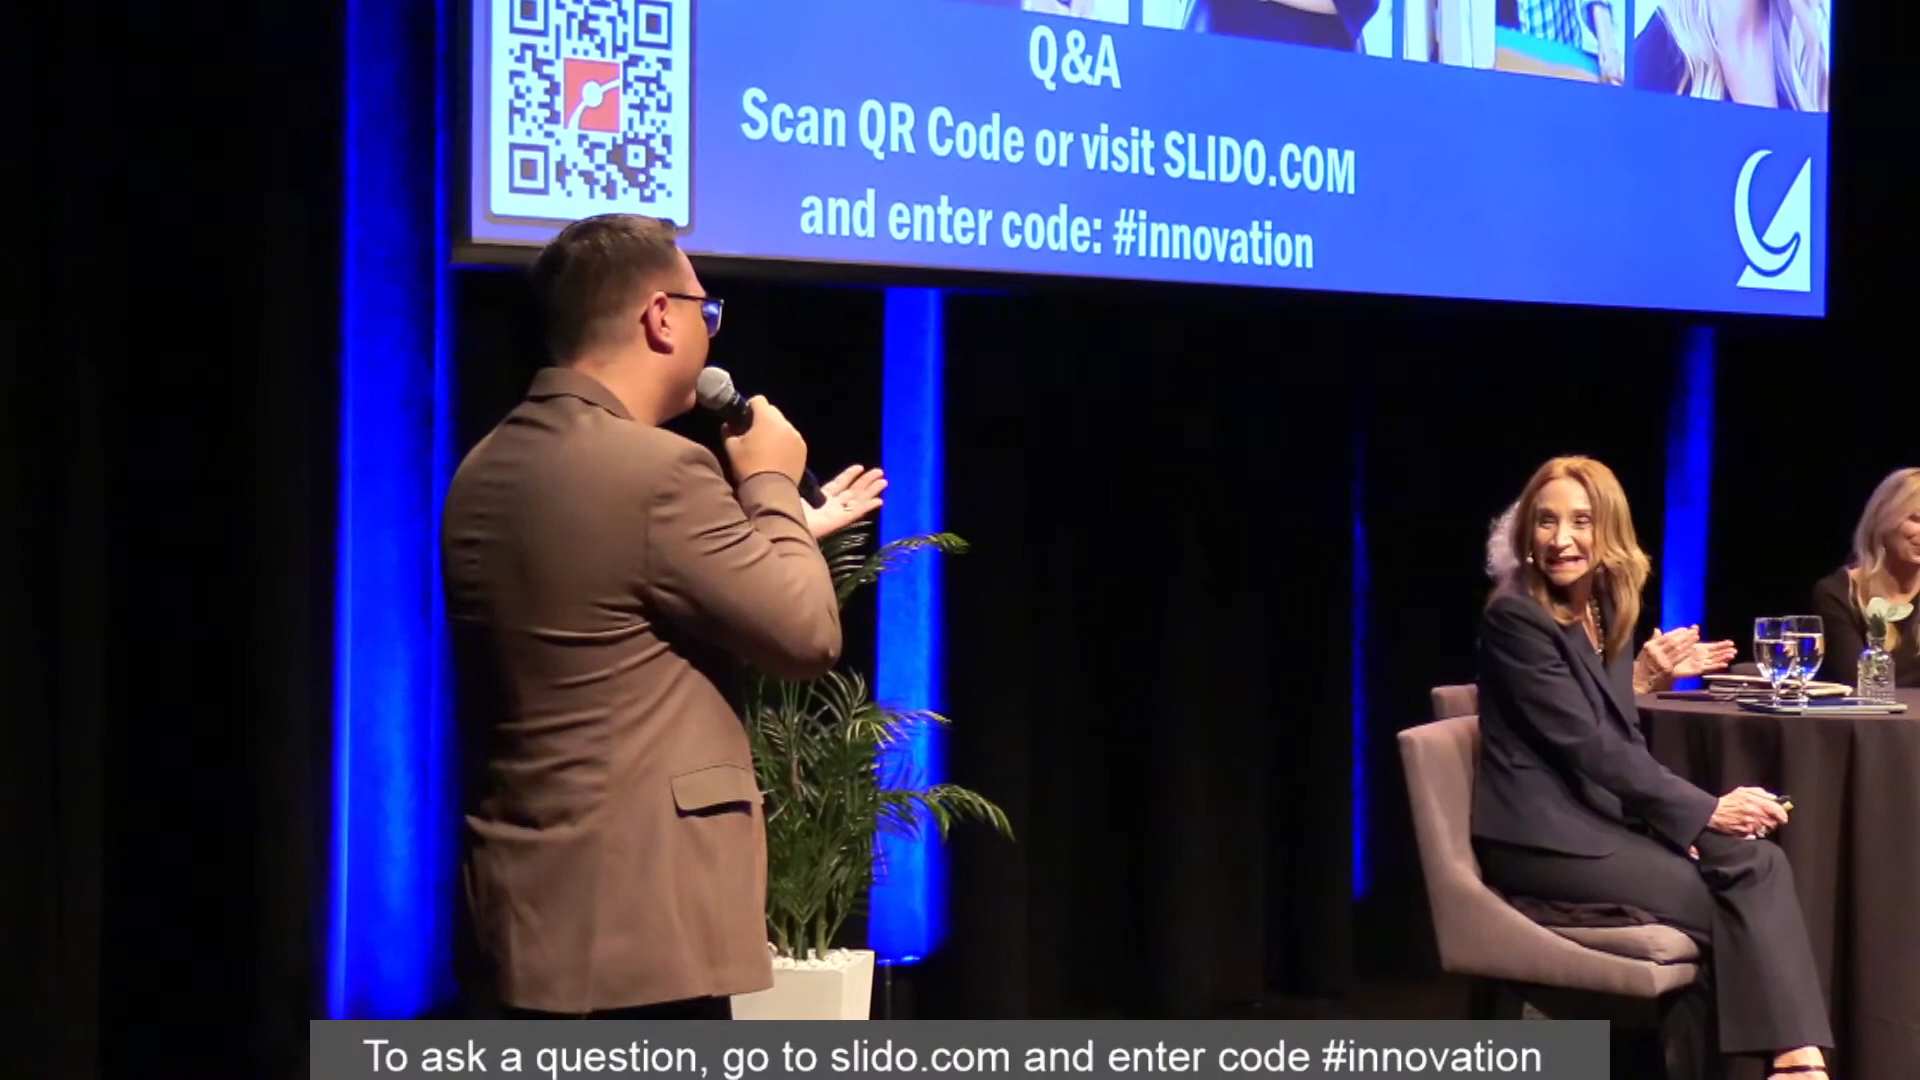 Q&A
Scan QR Code or visit SLIDO.COM
and enter code: #innovation
To ask a question, go to slido.com and enter code #innovation